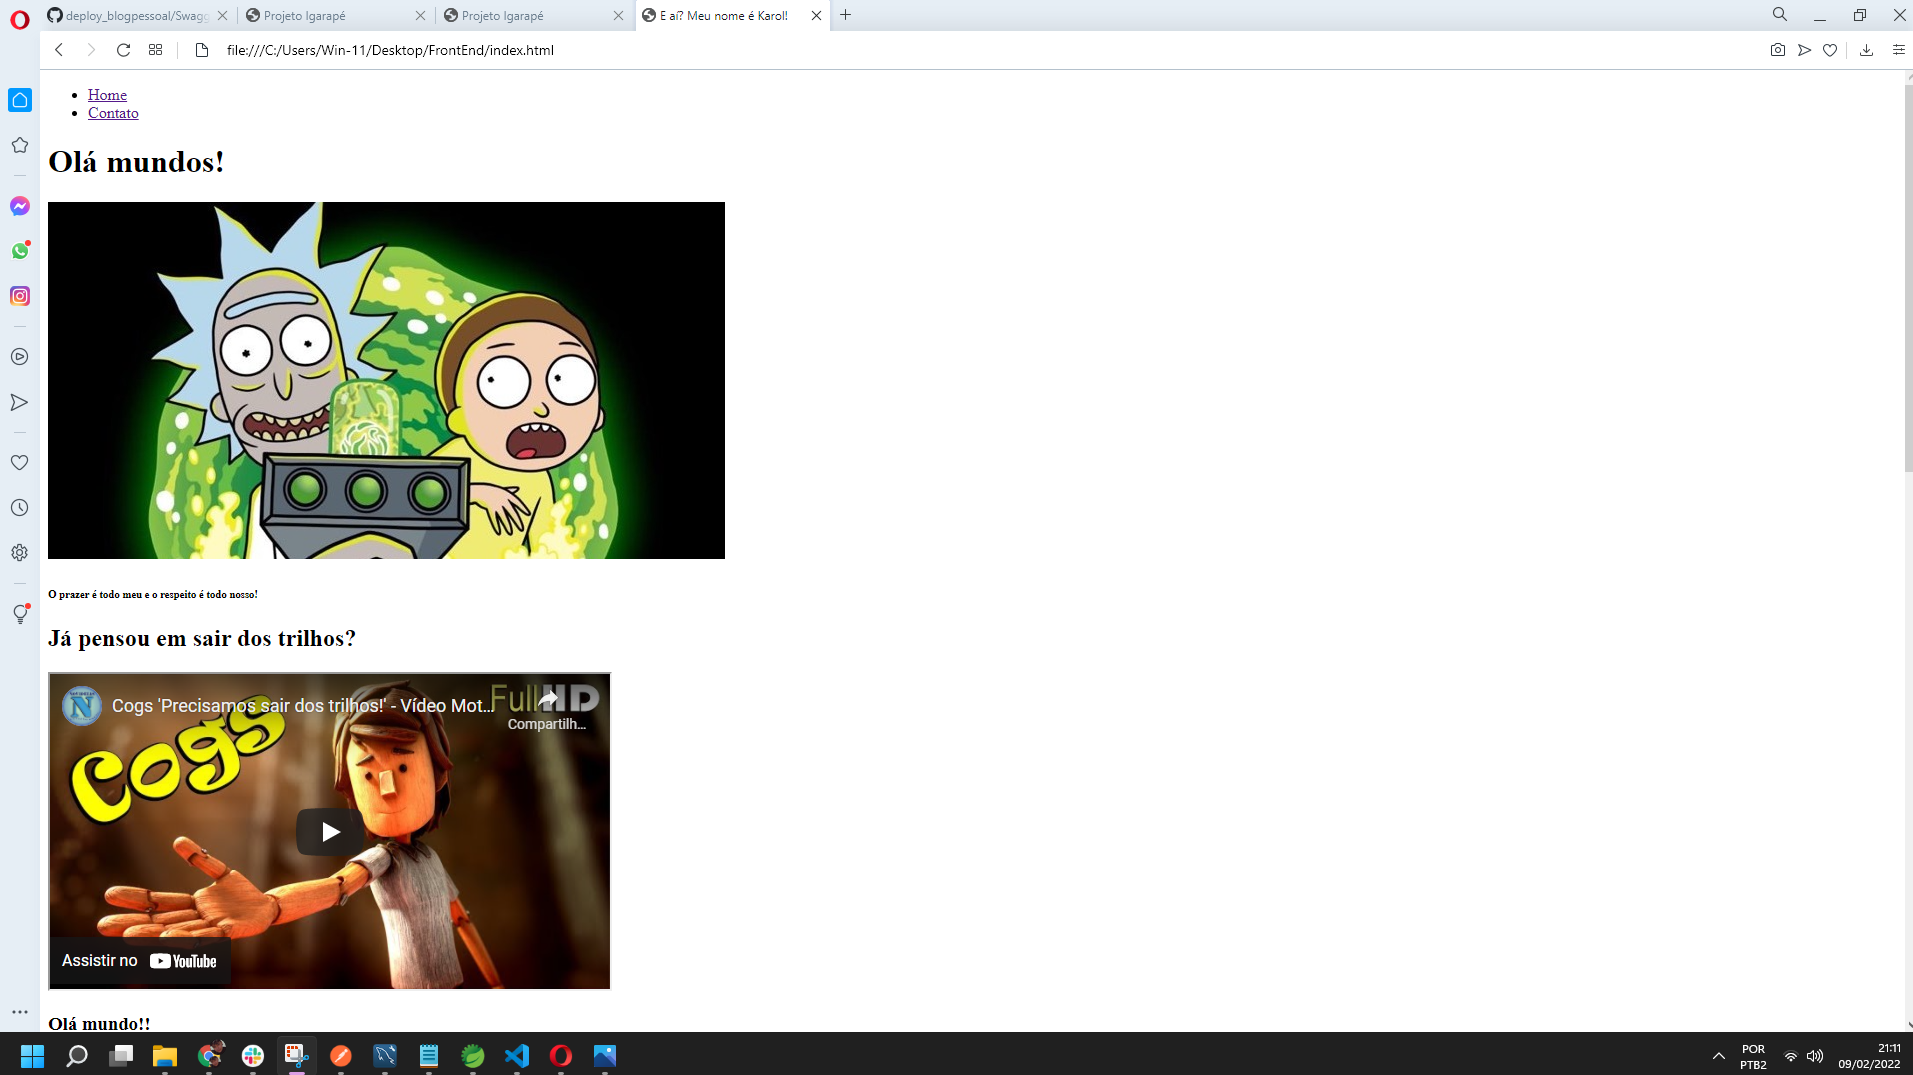 deploy_blogpessoal/Swagg
Projeto Igarapé
Projeto Igarapé
E aí? Meu nome é Karol!
file:///C:/Users/Win-11/Desktop/FrontEnd/index.html
Home
Contato
Olá mundos!
O prazer é todo meu e o respeito é todo nosso!
Já pensou em sair dos trilhos?
Cogs 'Precisamos sair dos trilhos!' - Vídeo Mot...
Full HD
Compartilh...
Cogs
Assistir no YouTube
Olá mundo!!
POR
PTB2
21:11
09/02/2022